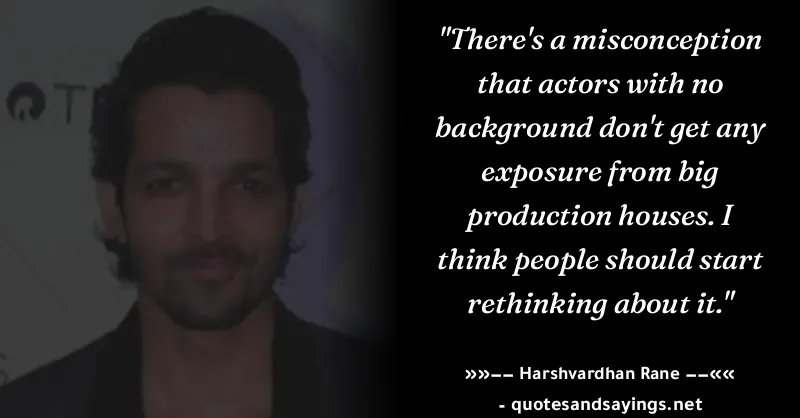 "There's a misconception
that actors with no
background don't get any
exposure from big
production houses. I
think people should start
rethinking about it."
»»−− Harshvardhan Rane −−««
- quotesandsayings.net